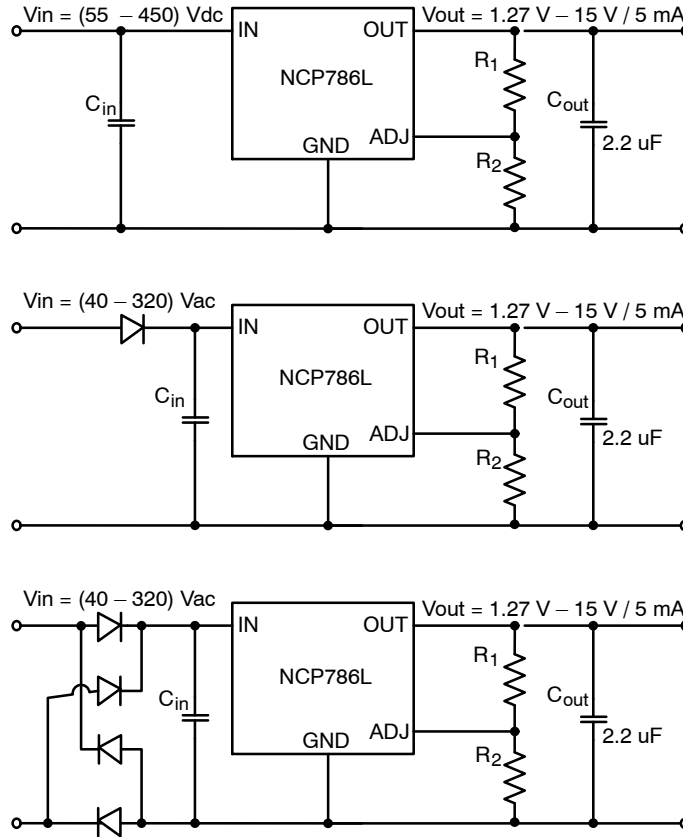 Vin = (55 – 450) Vdc
Vout = 1.27 V – 15 V / 5 mA
IN
OUT
R1
NCP786L
Cin
Cout
GND
ADJ
2.2 uF
R2
Vin = (40 – 320) Vac
Vout = 1.27 V – 15 V / 5 mA
IN
OUT
R1
NCP786L
Cin
Cout
GND
ADJ
2.2 uF
R2
Vin = (40 – 320) Vac
Vout = 1.27 V – 15 V / 5 mA
IN
OUT
R1
NCP786L
Cin
Cout
GND
ADJ
2.2 uF
R2